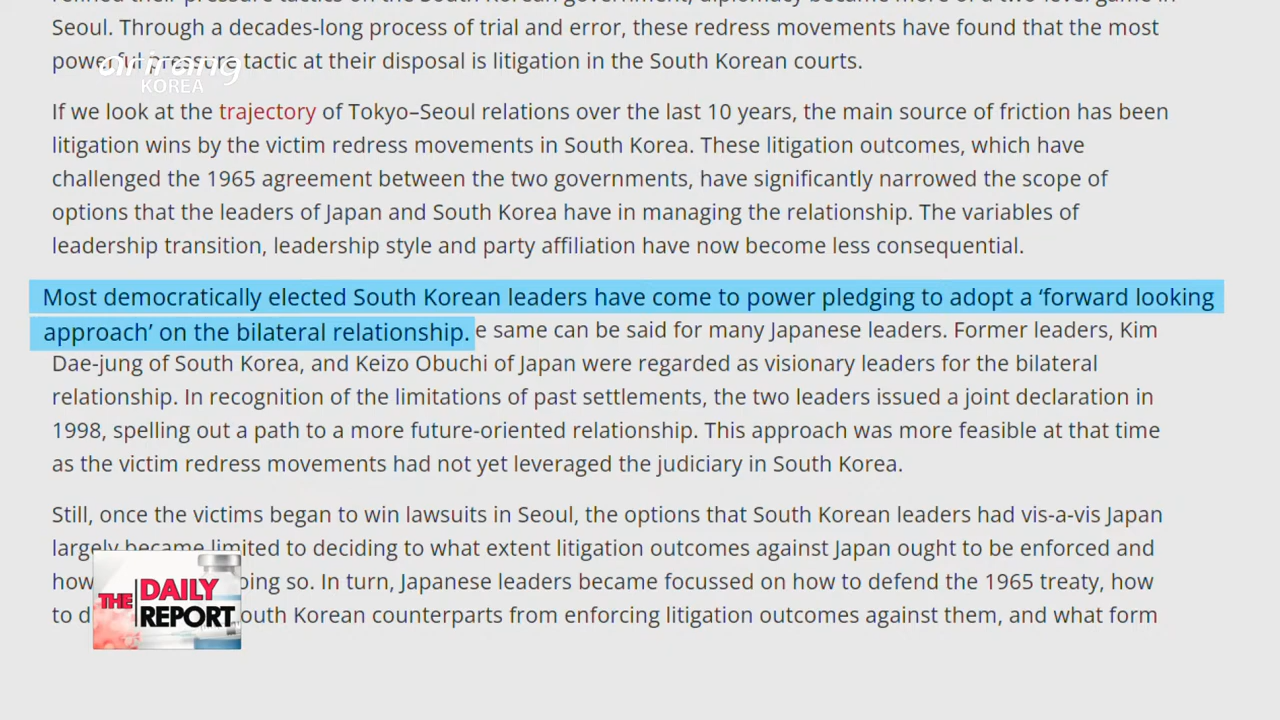 Seoul. Through a decades-long process of trial and error, these redress movements have found that the most
powerful pressure tactic at their disposal is litigation in the South Korean courts.
arirang
KOREA
If we look at the trajectory of Tokyo–Seoul relations over the last 10 years, the main source of friction has been
litigation wins by the victim redress movements in South Korea. These litigation outcomes, which have
challenged the 1965 agreement between the two governments, have significantly narrowed the scope of
options that the leaders of Japan and South Korea have in managing the relationship. The variables of
leadership transition, leadership style and party affiliation have now become less consequential.
Most democratically elected South Korean leaders have come to power pledging to adopt a ‘forward looking
approach’ on the bilateral relationship. same can be said for many Japanese leaders. Former leaders, Kim
Dae-jung of South Korea, and Keizo Obuchi of Japan were regarded as visionary leaders for the bilateral
relationship. In recognition of the limitations of past settlements, the two leaders issued a joint declaration in
1998, spelling out a path to a more future-oriented relationship. This approach was more feasible at that time
as the victim redress movements had not yet leveraged the judiciary in South Korea.
Still, once the victims began to win lawsuits in Seoul, the options that South Korean leaders had vis-a-vis Japan
largely became limited to deciding to what extent litigation outcomes against Japan ought to be enforced and
so. In turn, Japanese leaders became focussed on how to defend the 1965 treaty, how
to South Korean counterparts from enforcing litigation outcomes against them, and what form
THE DAILY
REPORT